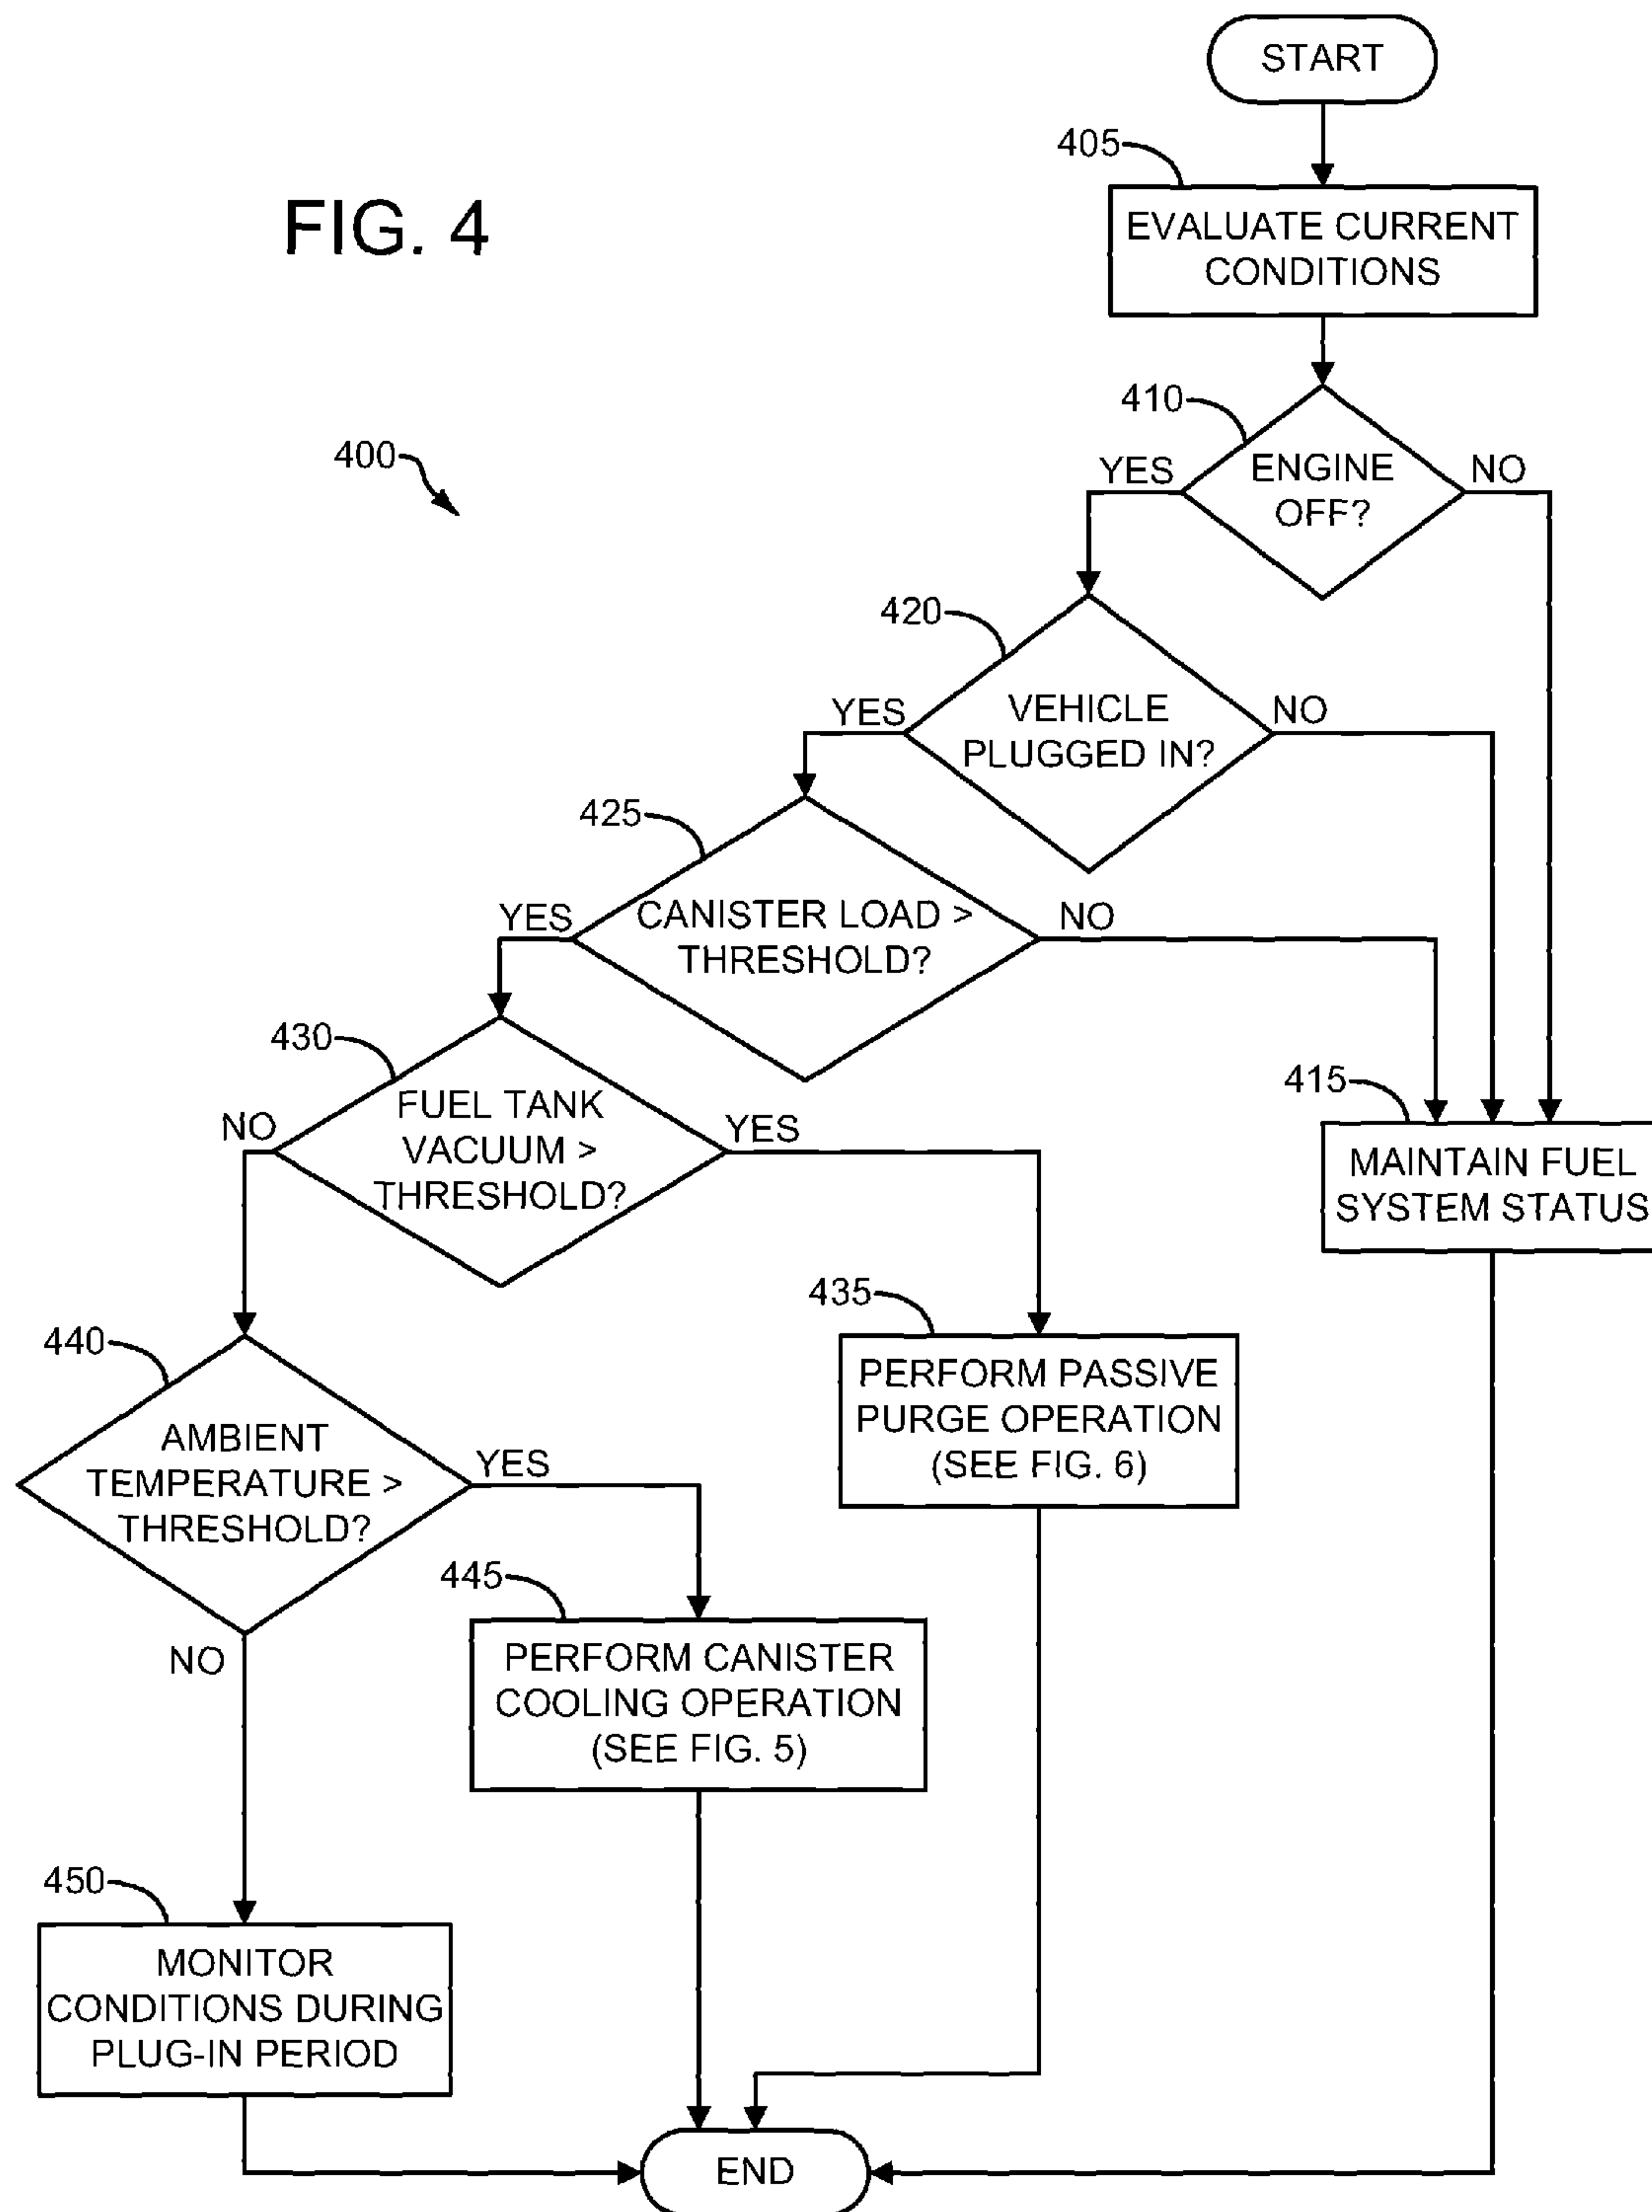 START
405
EVALUATE CURRENT
CONDITIONS
FIG. 4
410
ENGINE
OFF?
YES
NO
400
420
VEHICLE
PLUGGED IN?
YES
NO
425
CANISTER LOAD >
THRESHOLD?
YES
NO
430
FUEL TANK
VACUUM >
THRESHOLD?
NO
YES
415
MAINTAIN FUEL
SYSTEM STATUS
435
PERFORM PASSIVE
PURGE OPERATION
(SEE FIG. 6)
440
AMBIENT
TEMPERATURE >
THRESHOLD?
YES
NO
445
PERFORM CANISTER
COOLING OPERATION
(SEE FIG. 5)
450
MONITOR
CONDITIONS DURING
PLUG-IN PERIOD
END